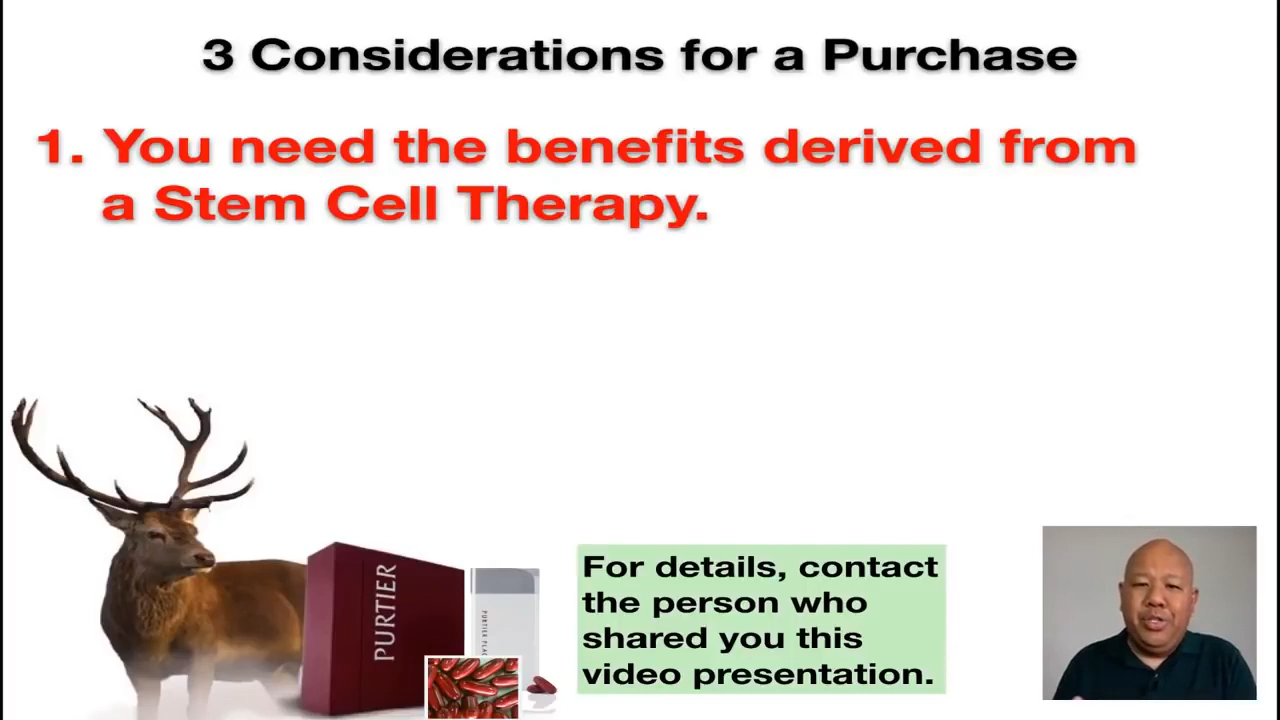 3 Considerations for a Purchase
1. You need the benefits derived from
a Stem Cell Therapy.
PURTIER
PURTIER PLAC
For details, contact
the person who
shared you this
video presentation.